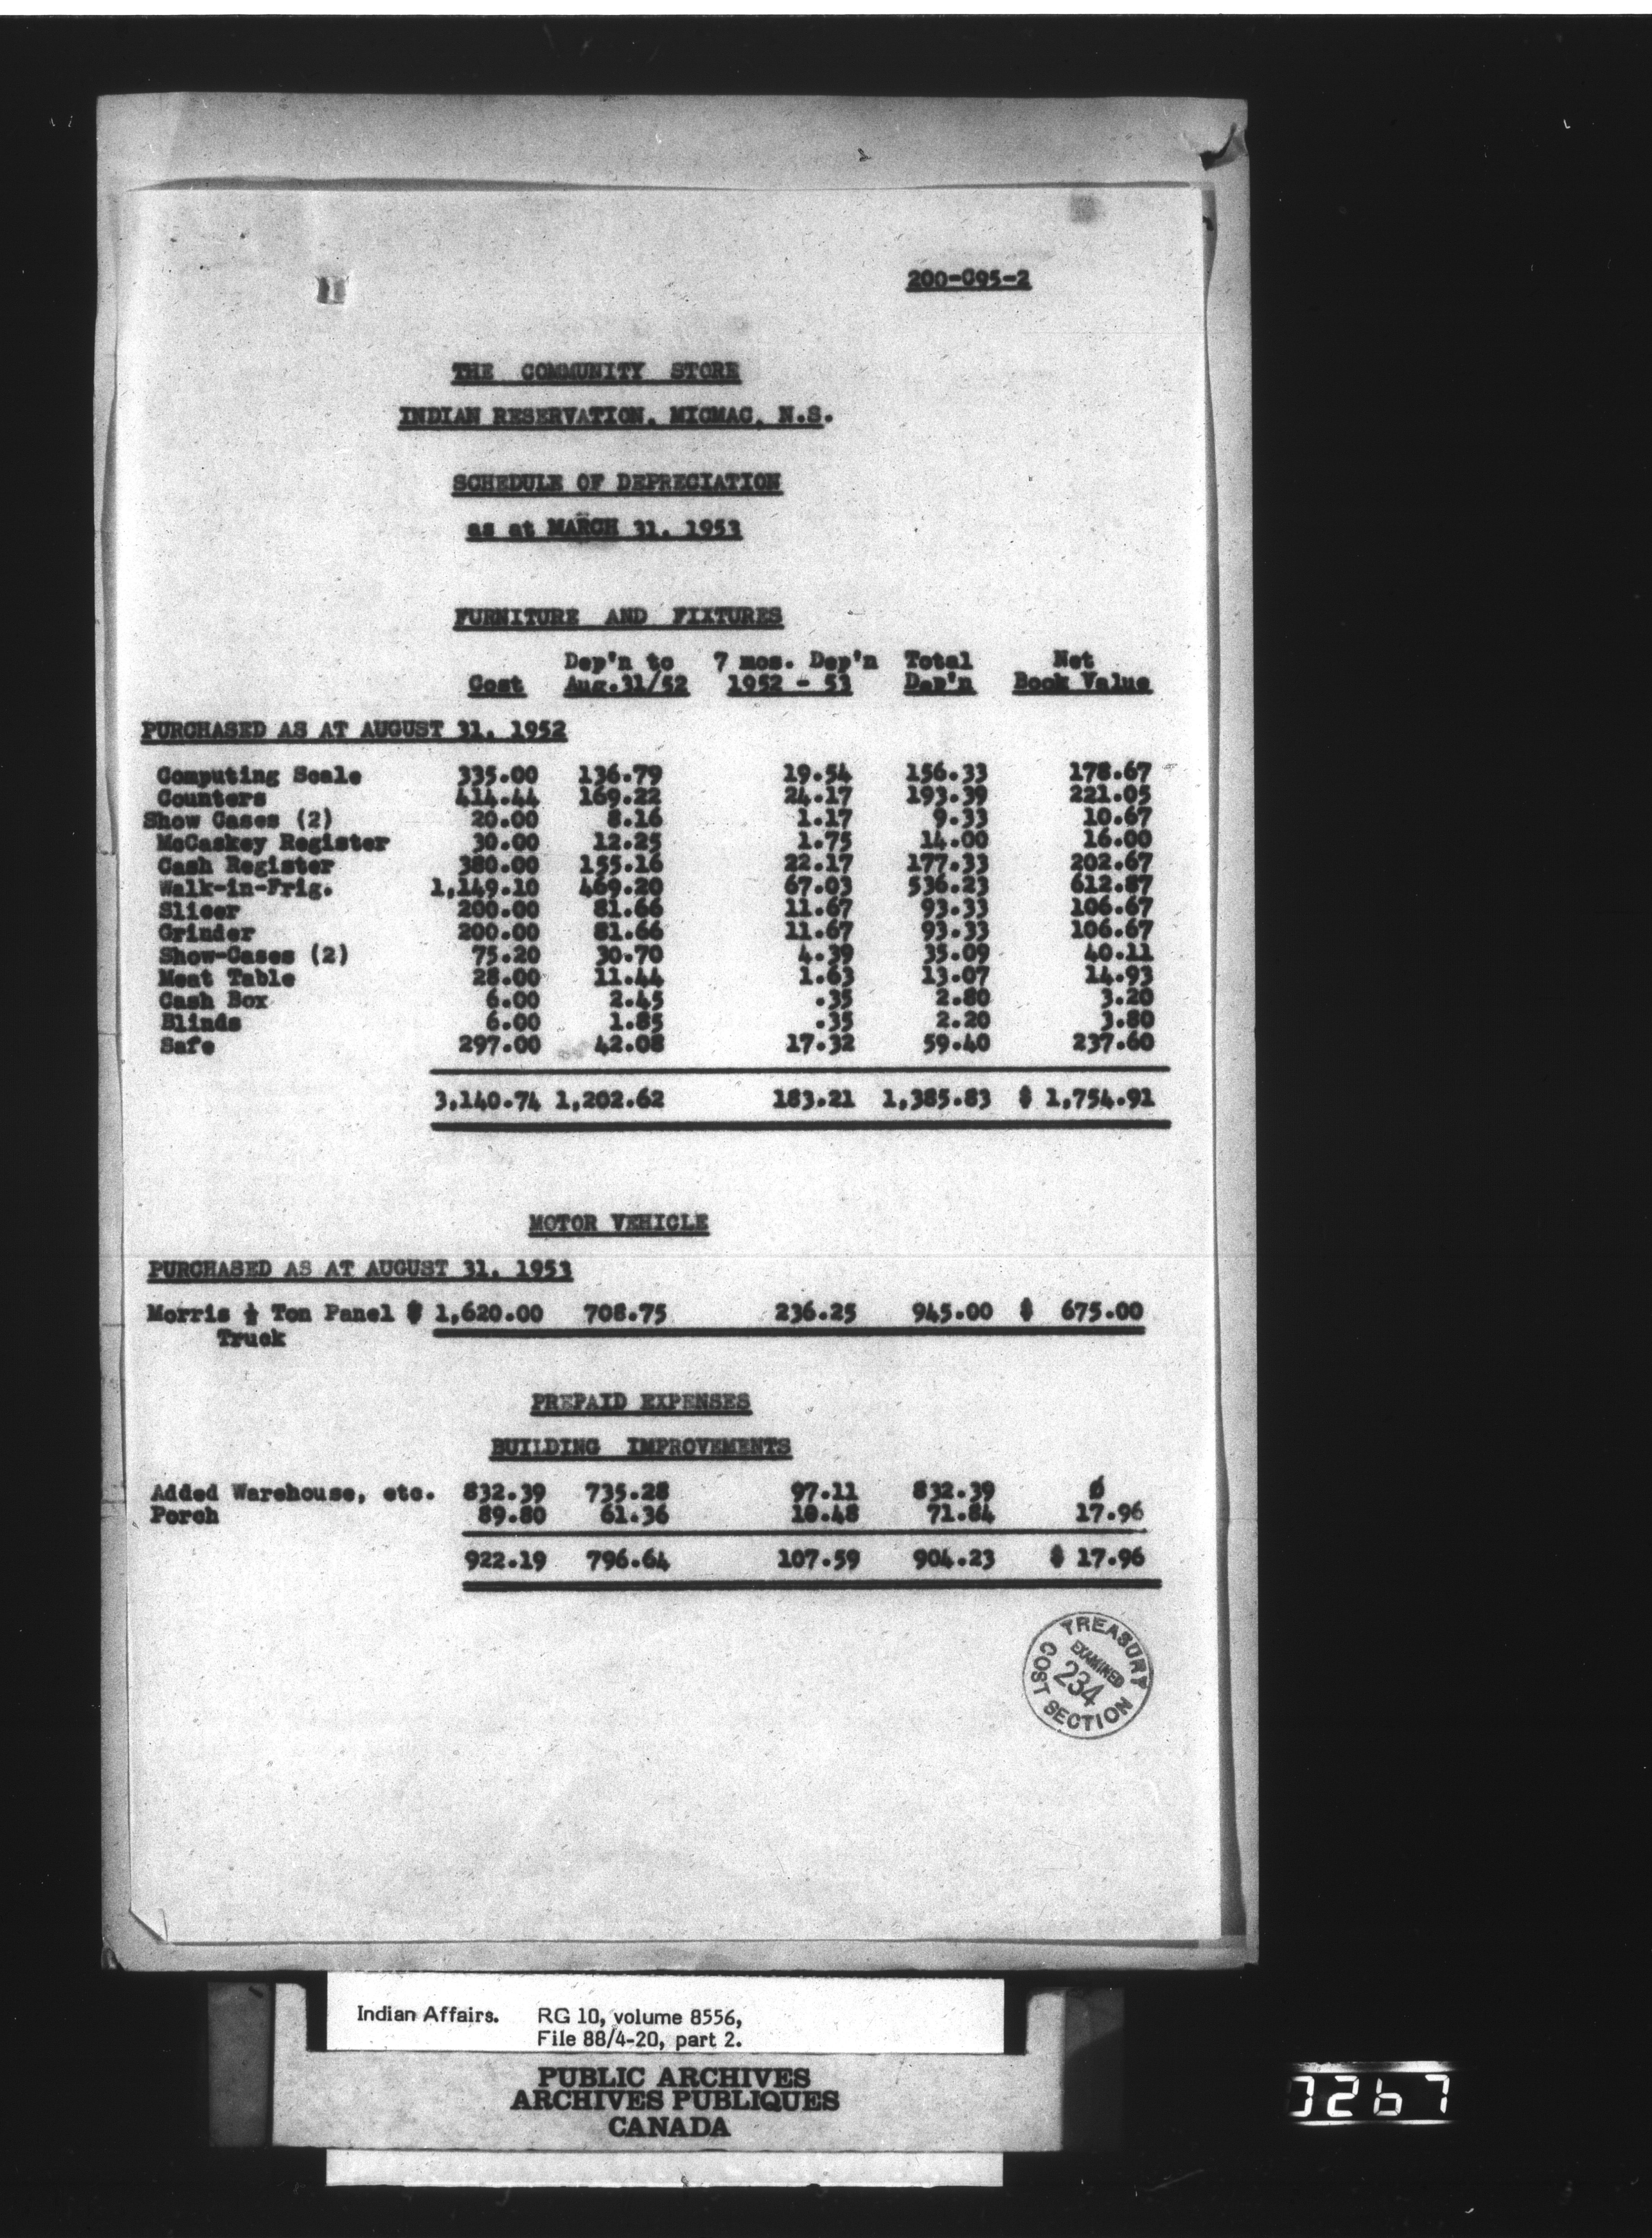 200-C95-2
THE COMMUNITY STORE
INDIAN RESERVATION, MICMAC, N.S.
SCHEDULE OF DEPRECIATION
as at MARCH 31, 1953
FURNITURE AND FIXTURES
Dep'n to 7 mos. Dep'n Total Net
Cost Aug.31/52 1952 - 53 Dep'n Book Value
PURCHASED AS AT AUGUST 31, 1952
Computing Scale 335.00 136.79 19.54 156.33 178.67
Counters 414.44 169.22 24.17 193.39 221.05
Show Cases (2) 20.00 8.16 1.17 9.33 10.67
McCaskey Register 30.00 12.25 1.75 14.00 16.00
Cash Register 380.00 155.16 22.17 177.33 202.67
Walk-in-Frig. 1,149.10 469.20 67.03 536.23 612.87
Slicer 200.00 81.66 11.67 93.33 106.67
Grinder 200.00 81.66 11.67 93.33 106.67
Show-Cases (2) 75.20 30.70 4.39 35.09 40.11
Meat Table 28.00 11.44 1.63 13.07 14.93
Cash Box 6.00 2.45 .35 2.80 3.20
Blinds 6.00 1.85 .35 2.20 3.80
Safe 297.00 42.08 17.32 59.40 237.60
3,140.74 1,202.62 183.21 1,385.83 $ 1,754.91
MOTOR VEHICLE
PURCHASED AS AT AUGUST 31, 1953
Morris ½ Ton Panel $ 1,620.00 708.75 236.25 945.00 $ 675.00
Truck
PREPAID EXPENSES
BUILDING IMPROVEMENTS
Added Warehouse, etc. 832.39 735.28 97.11 832.39 Ø
Porch 89.80 61.36 10.48 71.84 17.96
922.19 796.64 107.59 904.23 $ 17.96
TREASURY
EXAMINED
234
COST SECTION
Indian Affairs. RG 10, volume 8556,
File 88/4-20, part 2.
PUBLIC ARCHIVES
ARCHIVES PUBLIQUES
CANADA
0267